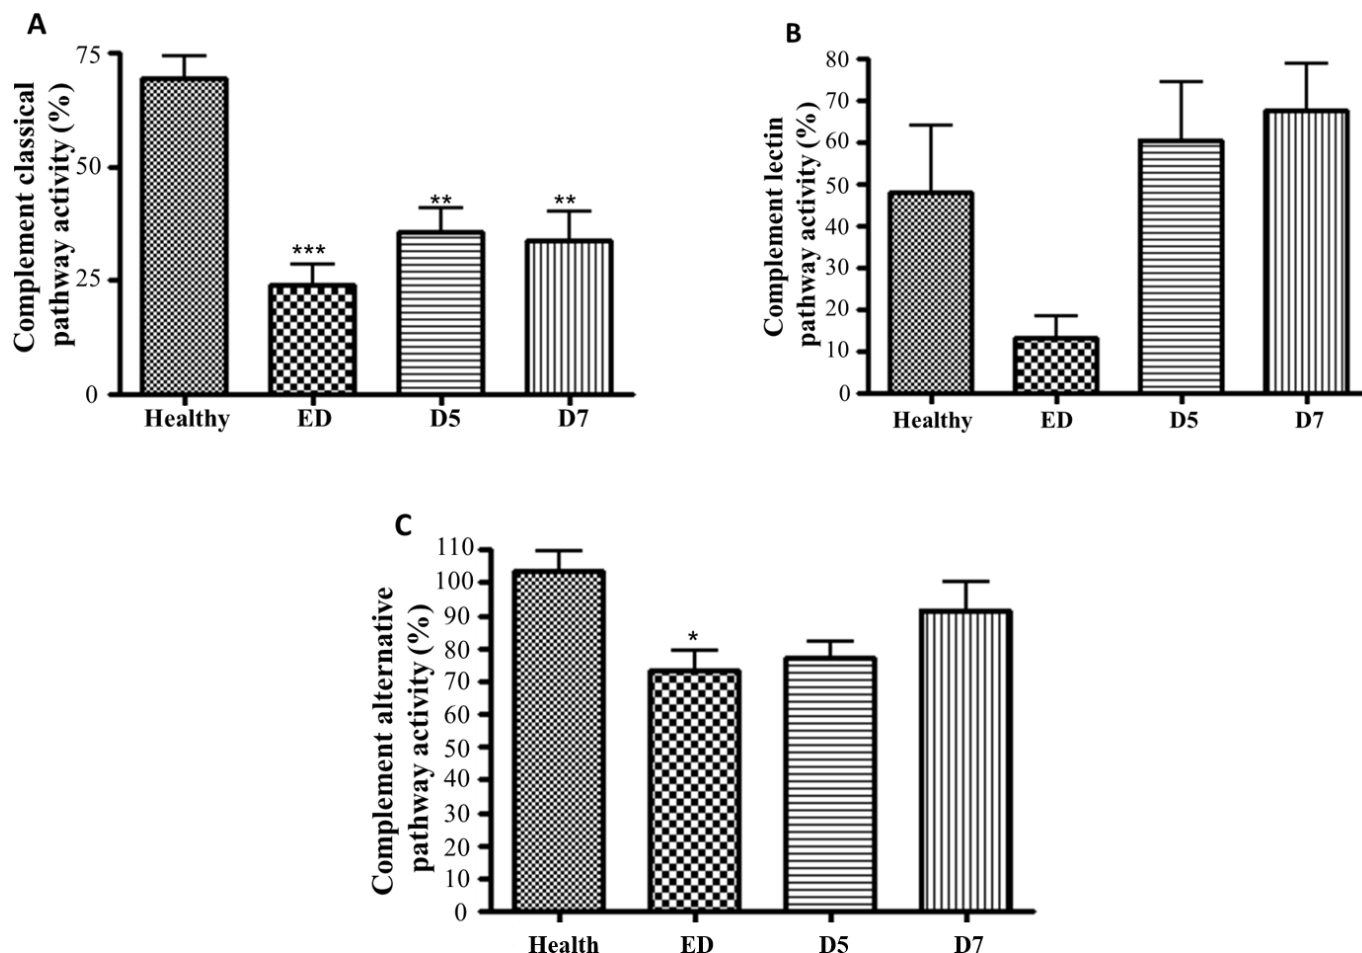 A
Complement classical
pathway activity (%)
75
50
25
0
***
**
**
Healthy ED D5 D7
B
Complement lectin
pathway activity (%)
80
70
60
50
40
30
20
10
0
Healthy ED D5 D7
C
Complement alternative
pathway activity (%)
110
100
90
80
70
60
50
40
30
20
10
0
*
Health ED D5 D7